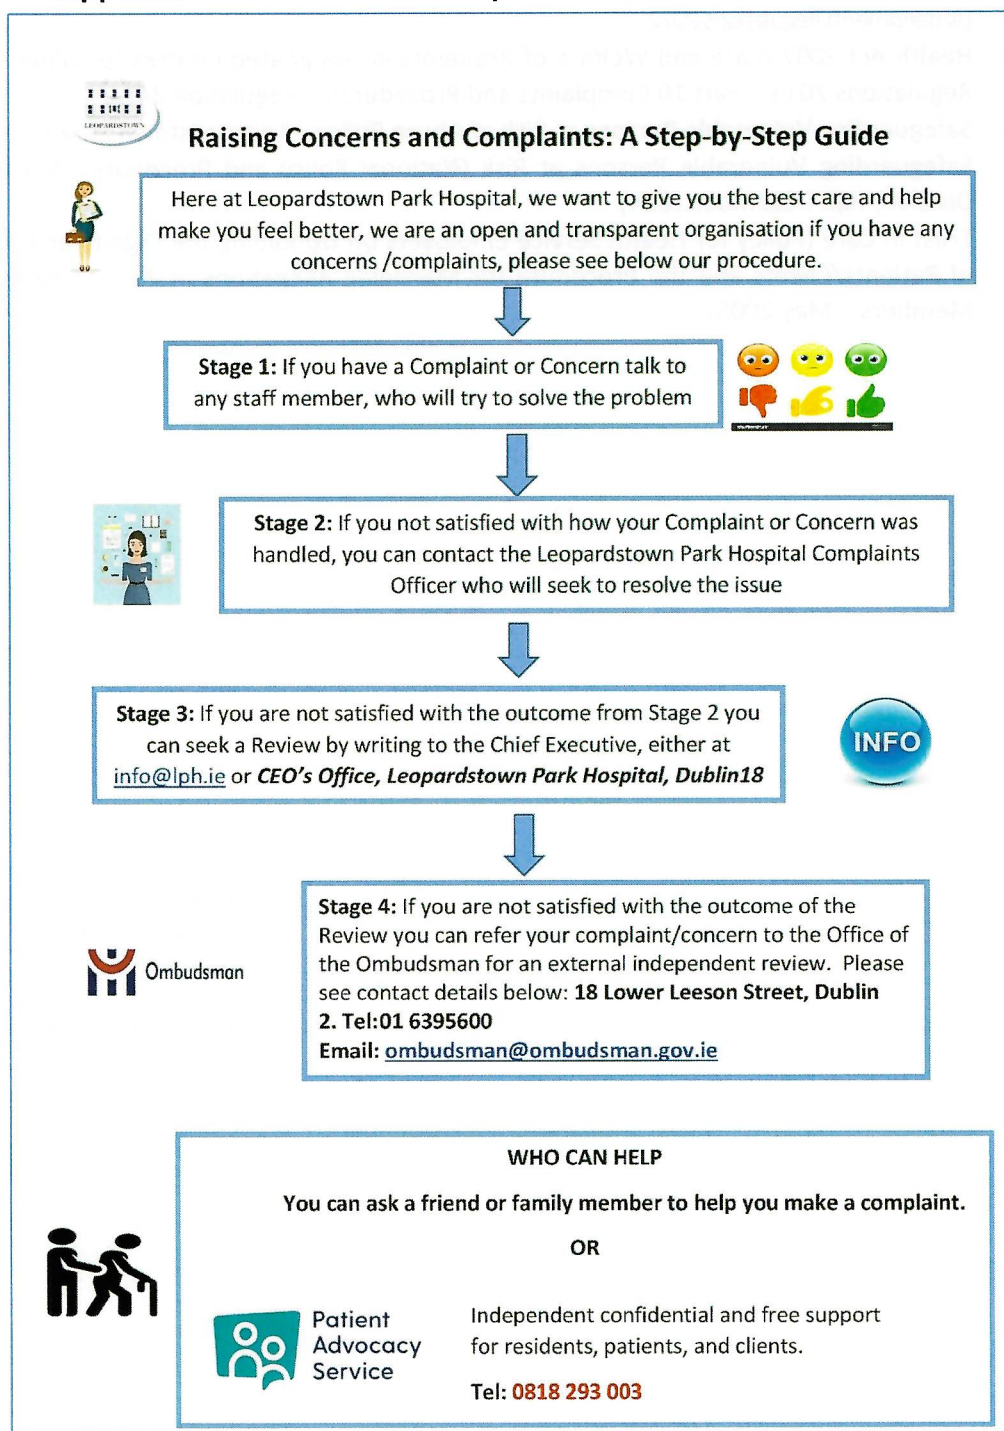 LEOPARDSTOWN
Raising Concerns and Complaints: A Step-by-Step Guide
Here at Leopardstown Park Hospital, we want to give you the best care and help
make you feel better, we are an open and transparent organisation if you have any
concerns /complaints, please see below our procedure.
Stage 1: If you have a Complaint or Concern talk to
any staff member, who will try to solve the problem
Stage 2: If you not satisfied with how your Complaint or Concern was
handled, you can contact the Leopardstown Park Hospital Complaints
Officer who will seek to resolve the issue
Stage 3: If you are not satisfied with the outcome from Stage 2 you
can seek a Review by writing to the Chief Executive, either at
info@lph.ie or CEO's Office, Leopardstown Park Hospital, Dublin18
INFO
Stage 4: If you are not satisfied with the outcome of the
Review you can refer your complaint/concern to the Office of
the Ombudsman for an external independent review. Please
see contact details below: 18 Lower Leeson Street, Dublin
2. Tel:01 6395600
Email: ombudsman@ombudsman.gov.ie
Ombudsman
WHO CAN HELP
You can ask a friend or family member to help you make a complaint.
OR
Patient
Advocacy
Service
Independent confidential and free support
for residents, patients, and clients.
Tel: 0818 293 003